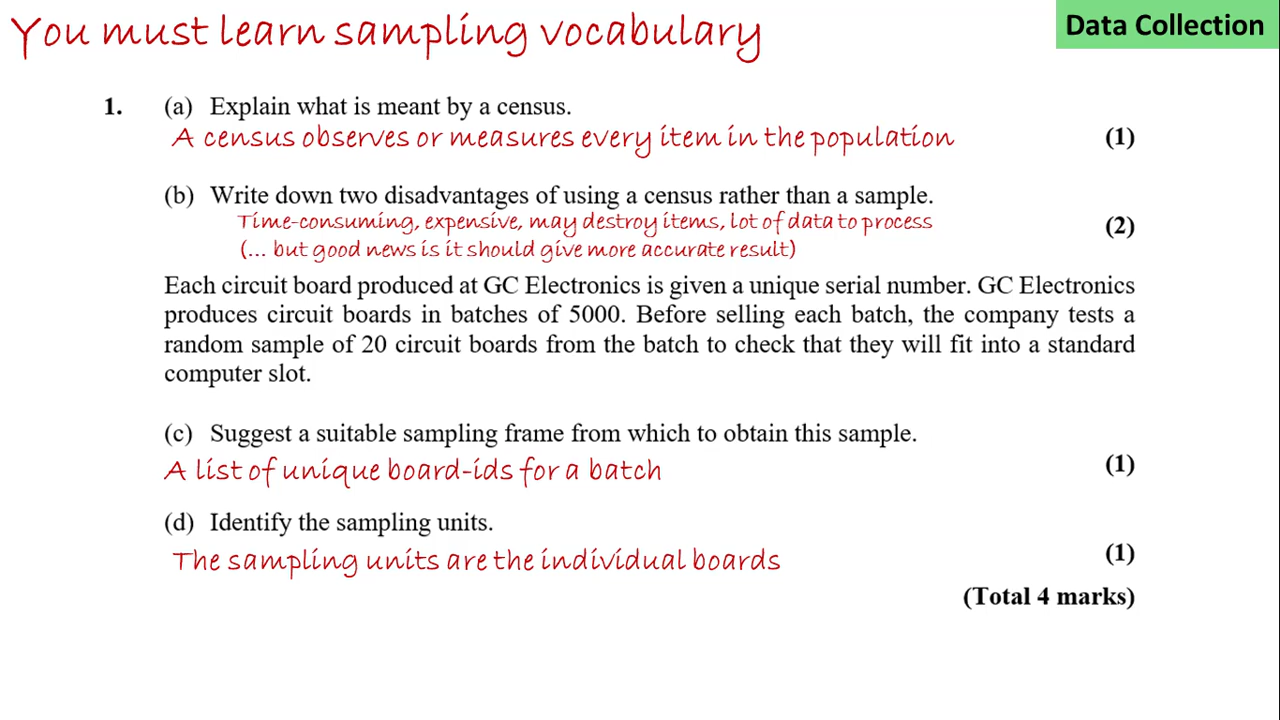 You must learn sampling vocabulary
Data Collection
1. (a) Explain what is meant by a census.
A census observes or measures every item in the population
(1)
(b) Write down two disadvantages of using a census rather than a sample.
Time-consuming, expensive, may destroy items, lot of data to process
(2)
(... but good news is it should give more accurate result)
Each circuit board produced at GC Electronics is given a unique serial number. GC Electronics
produces circuit boards in batches of 5000. Before selling each batch, the company tests a
random sample of 20 circuit boards from the batch to check that they will fit into a standard
computer slot.
(c) Suggest a suitable sampling frame from which to obtain this sample.
A list of unique board-ids for a batch
(1)
(d) Identify the sampling units.
The sampling units are the individual boards
(1)
(Total 4 marks)